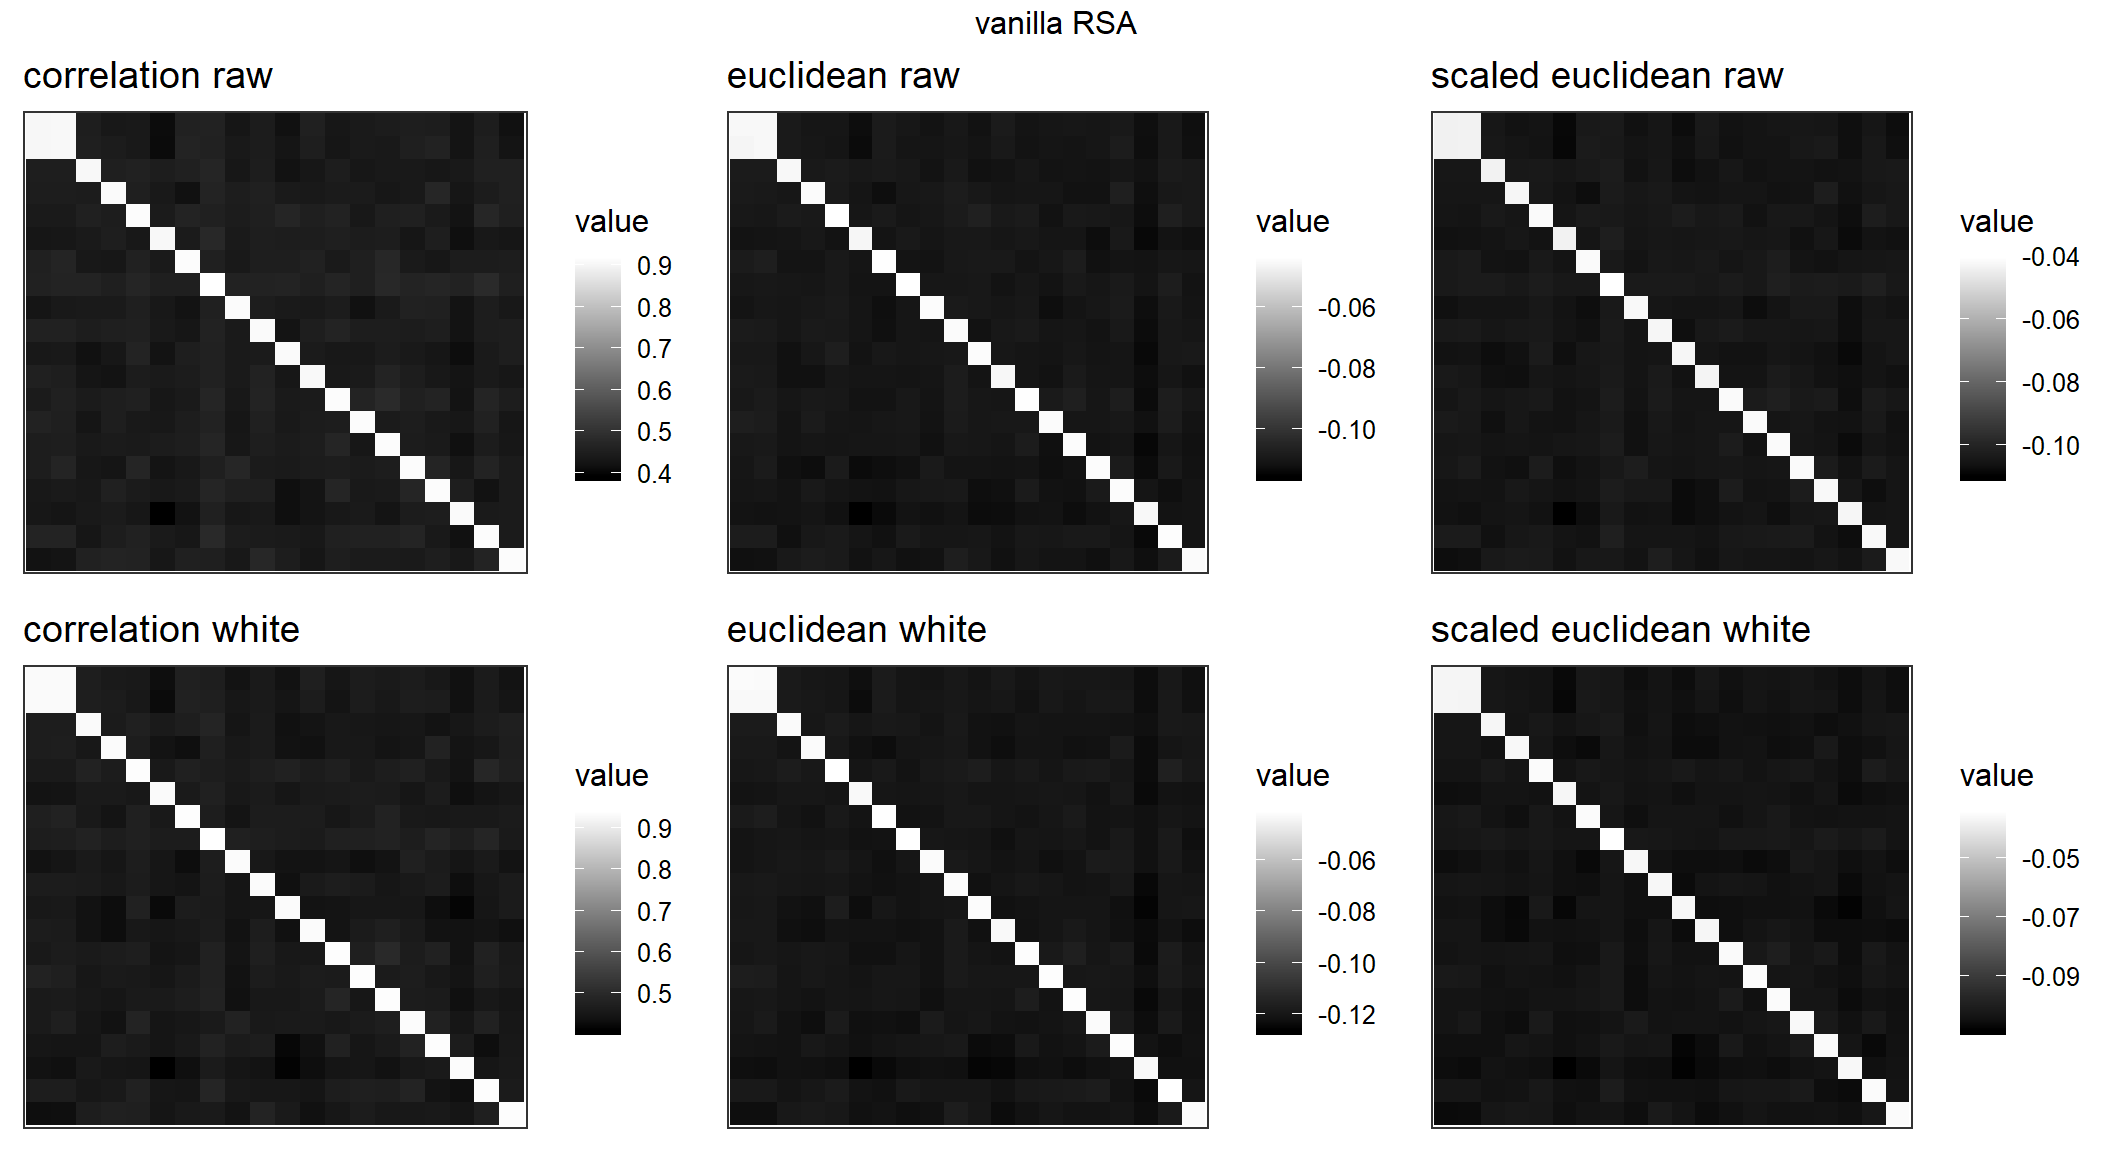 vanilla RSA
correlation raw
value
0.9
0.8
0.7
0.6
0.5
0.4
euclidean raw
value
-0.06
-0.08
-0.10
scaled euclidean raw
value
-0.04
-0.06
-0.08
-0.10
correlation white
value
0.9
0.8
0.7
0.6
0.5
euclidean white
value
-0.06
-0.08
-0.10
-0.12
scaled euclidean white
value
-0.05
-0.07
-0.09